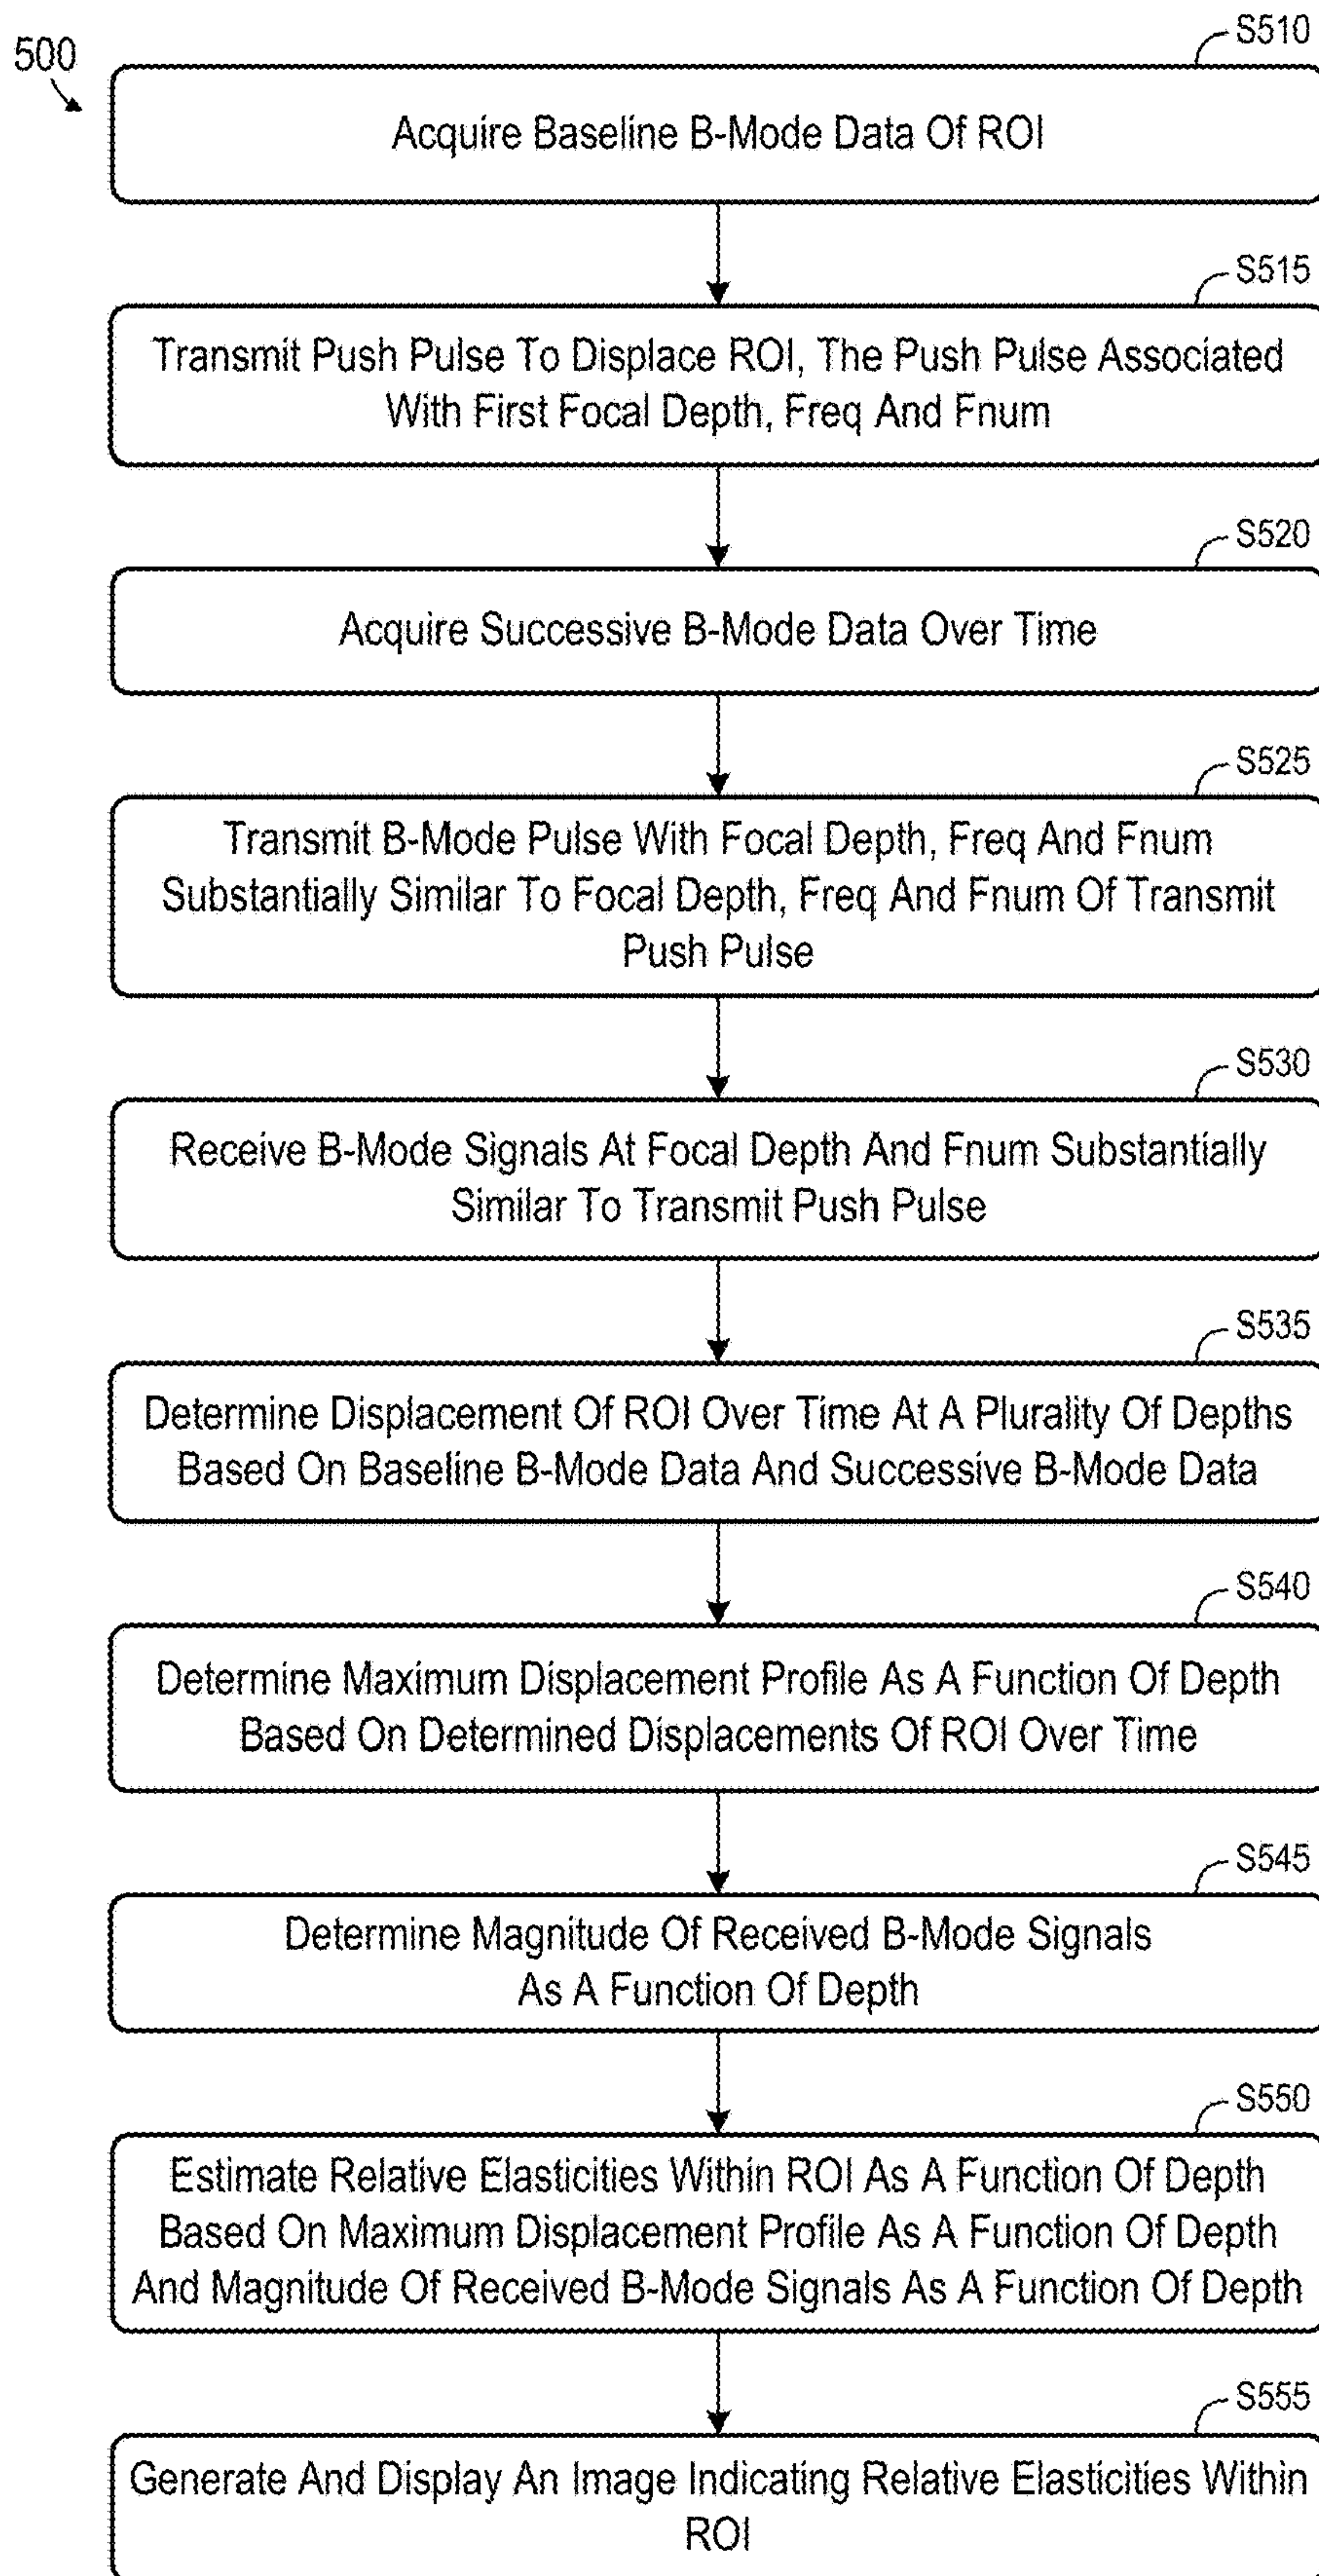 500
S510
Acquire Baseline B-Mode Data Of ROI
S515
Transmit Push Pulse To Displace ROI, The Push Pulse Associated
With First Focal Depth, Freq And Fnum
S520
Acquire Successive B-Mode Data Over Time
S525
Transmit B-Mode Pulse With Focal Depth, Freq And Fnum
Substantially Similar To Focal Depth, Freq And Fnum Of Transmit
Push Pulse
S530
Receive B-Mode Signals At Focal Depth And Fnum Substantially
Similar To Transmit Push Pulse
S535
Determine Displacement Of ROI Over Time At A Plurality Of Depths
Based On Baseline B-Mode Data And Successive B-Mode Data
S540
Determine Maximum Displacement Profile As A Function Of Depth
Based On Determined Displacements Of ROI Over Time
S545
Determine Magnitude Of Received B-Mode Signals
As A Function Of Depth
S550
Estimate Relative Elasticities Within ROI As A Function Of Depth
Based On Maximum Displacement Profile As A Function Of Depth
And Magnitude Of Received B-Mode Signals As A Function Of Depth
S555
Generate And Display An Image Indicating Relative Elasticities Within
ROI